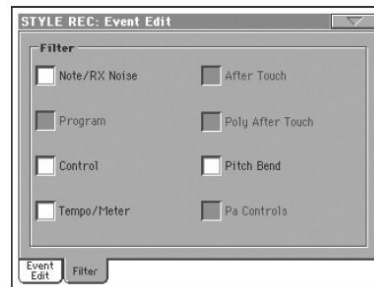 STYLE REC: Event Edit
Filter
Note/RX Noise
After Touch
Program
Poly After Touch
Control
Pitch Bend
Tempo/Meter
Pa Controls
Event
Edit
Filter